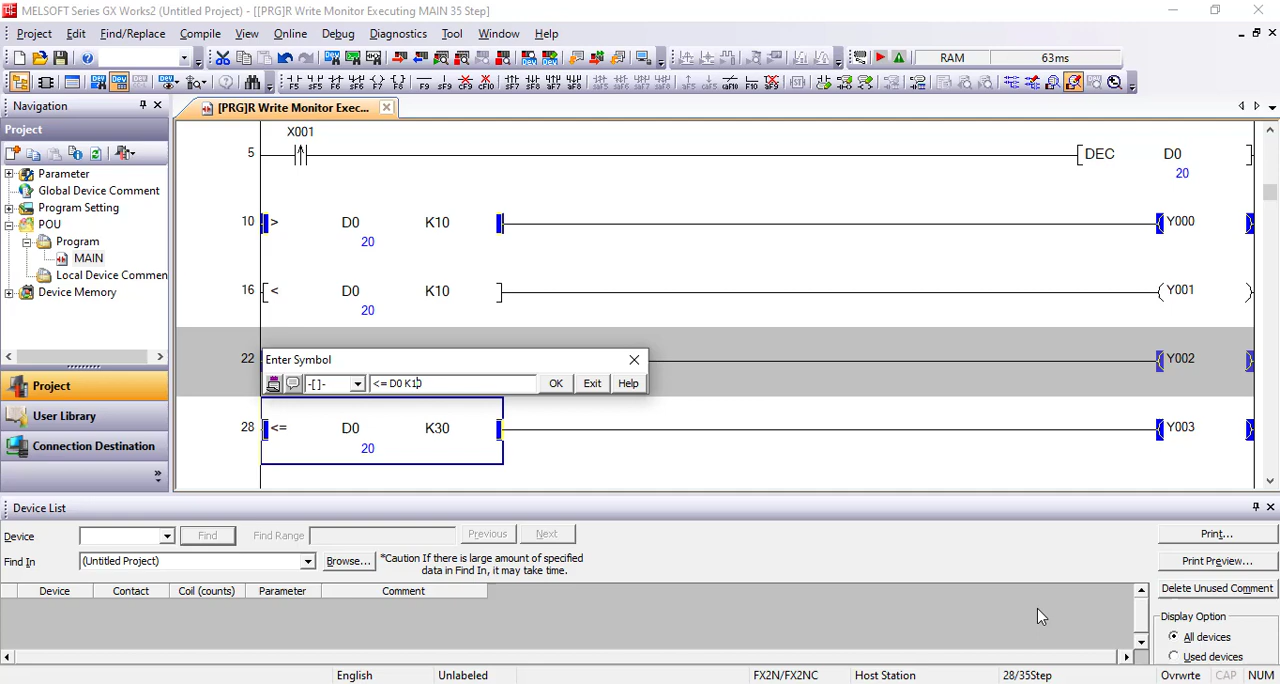 MELSOFT Series GX Works2 (Untitled Project) - [[PRG]R Write Monitor Executing MAIN 35 Step]
Project Edit Find/Replace Compile View Online Debug Diagnostics Tool Window Help
RAM 63ms
Navigation
[PRG]R Write Monitor Exec...
Project
Parameter
Global Device Comment
Program Setting
POU
Program
MAIN
Local Device Commen
Device Memory
Project
User Library
Connection Destination
X001
5 DEC D0
20
10 > D0 K10 Y000
20
16 < D0 K10 Y001
20
22 Y002
Enter Symbol
-[ ]- <= D0 K10 OK Exit Help
28 <= D0 K30 Y003
20
Device List
Device Find Find Range Previous Next Print...
Find In (Untitled Project) Browse... *Caution If there is large amount of specified
data in Find In, it may take time. Print Preview...
Device Contact Coil (counts) Parameter Comment
Delete Unused Comment
Display Option
All devices
Used devices
English Unlabeled FX2N/FX2NC Host Station 28/35Step Ovrwrte CAP NUM